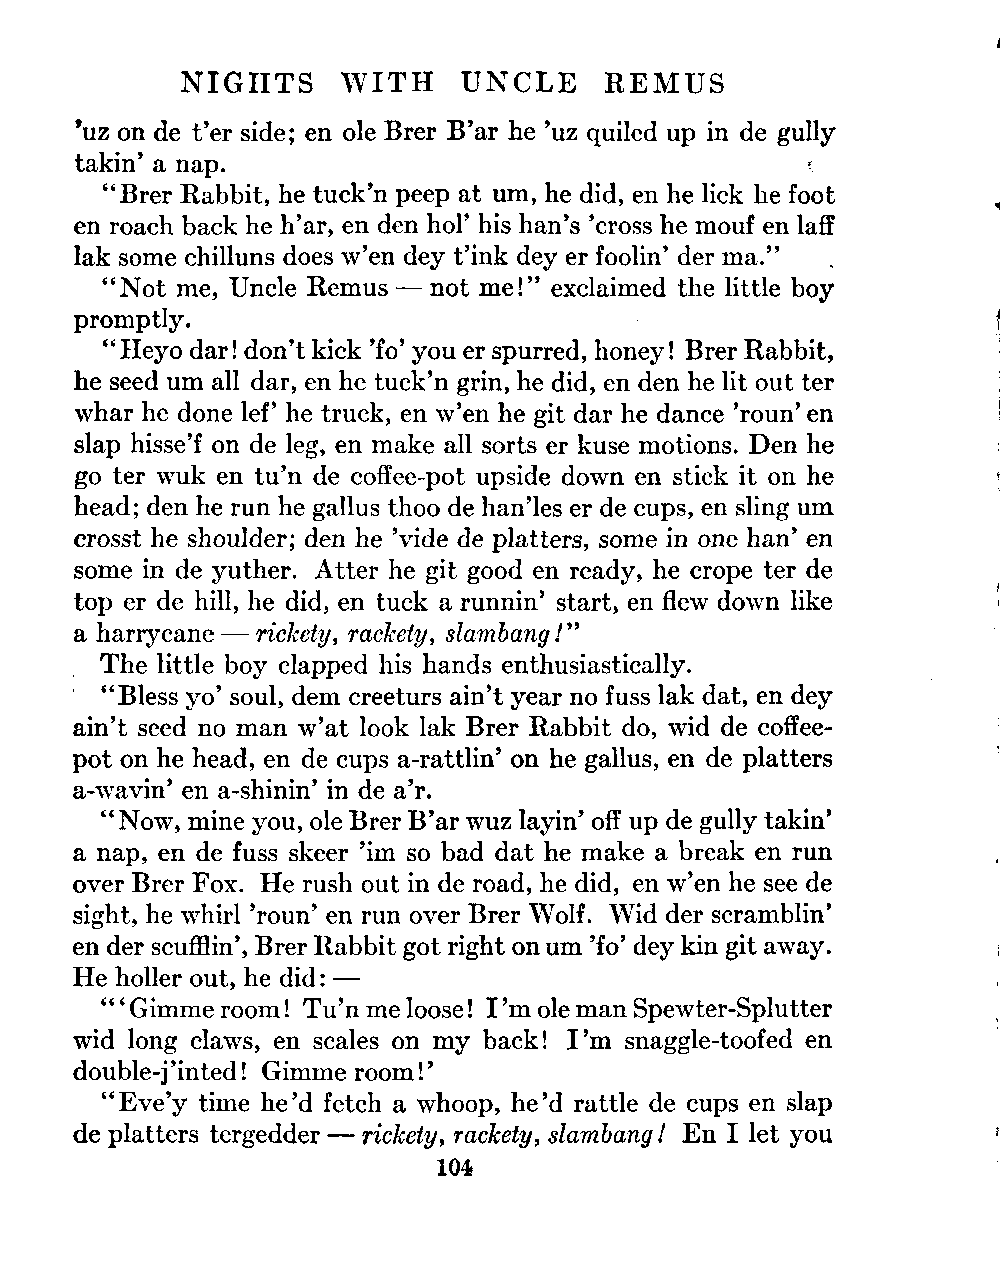 NIGHTS WITH UNCLE REMUS
'uz on de t'er side; en ole Brer B'ar he 'uz quiled up in de gully
takin' a nap.
"Brer Rabbit, he tuck'n peep at um, he did, en he lick he foot
en roach back he h'ar, en den hol' his han's 'cross he mouf en laff
lak some chilluns does w'en dey t'ink dey er foolin' der ma."
"Not me, Uncle Remus — not me!" exclaimed the little boy
promptly.
"Heyo dar! don't kick 'fo' you er spurred, honey! Brer Rabbit,
he seed um all dar, en he tuck'n grin, he did, en den he lit out ter
whar he done lef' he truck, en w'en he git dar he dance 'roun' en
slap hisse'f on de leg, en make all sorts er kuse motions. Den he
go ter wuk en tu'n de coffee-pot upside down en stick it on he
head; den he run he gallus thoo de han'les er de cups, en sling um
crosst he shoulder; den he 'vide de platters, some in one han' en
some in de yuther. Atter he git good en ready, he crope ter de
top er de hill, he did, en tuck a runnin' start, en flew down like
a harrycane — rickety, rackety, slambang!"
The little boy clapped his hands enthusiastically.
"Bless yo' soul, dem creeturs ain't year no fuss lak dat, en dey
ain't seed no man w'at look lak Brer Rabbit do, wid de coffee-
pot on he head, en de cups a-rattlin' on he gallus, en de platters
a-wavin' en a-shinin' in de a'r.
"Now, mine you, ole Brer B'ar wuz layin' off up de gully takin'
a nap, en de fuss skeer 'im so bad dat he make a break en run
over Brer Fox. He rush out in de road, he did, en w'en he see de
sight, he whirl 'roun' en run over Brer Wolf. Wid der scramblin'
en der scufflin', Brer Rabbit got right on um 'fo' dey kin git away.
He holler out, he did: —
"'Gimme room! Tu'n me loose! I'm ole man Spewter-Splutter
wid long claws, en scales on my back! I'm snaggle-toofed en
double-j'inted! Gimme room!'
"Eve'y time he'd fetch a whoop, he'd rattle de cups en slap
de platters tergedder — rickety, rackety, slambang! En I let you
104